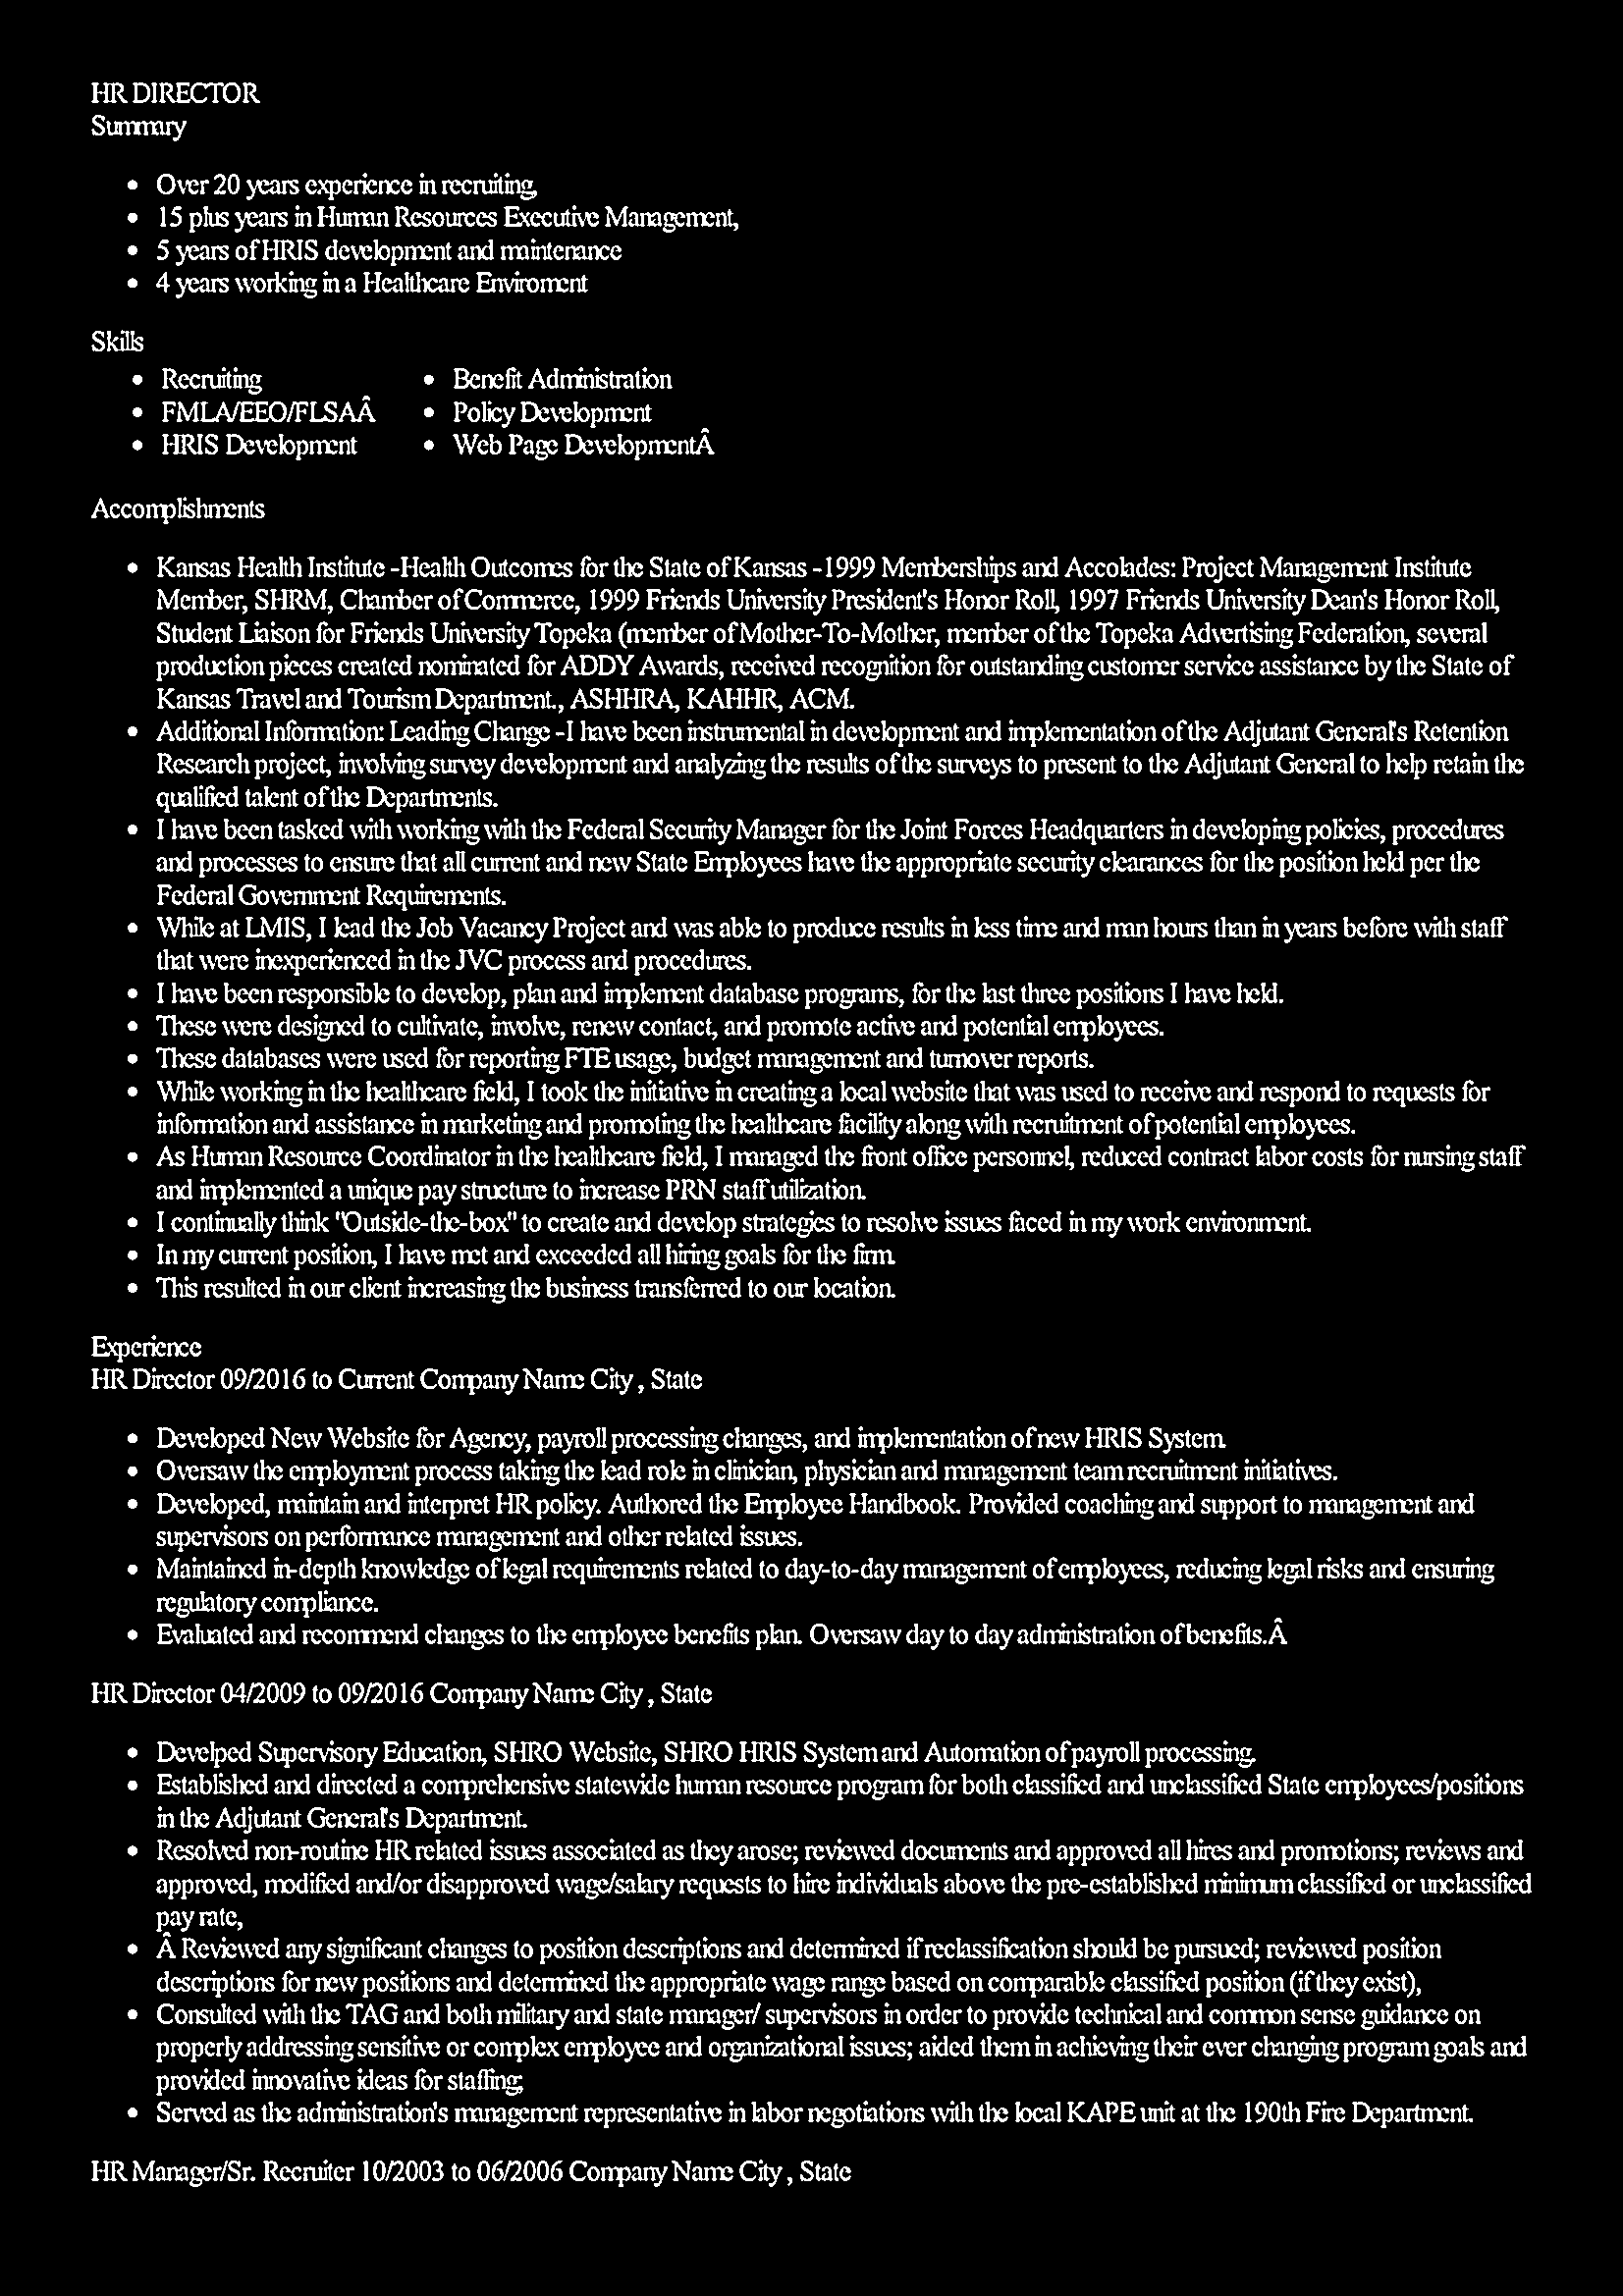 HR DIRECTOR
Summary
• Over 20 years experience in recruiting,
• 15 plus years in Human Resources Executive Management,
• 5 years of HRIS development and maintenance
• 4 years working in a Healthcare Enviroment
Skills
• Recruiting
• FMLA/EEO/FLSAÂ
• HRIS Development
• Benefit Administration
• Policy Development
• Web Page DevelopmentÂ
Accomplishments
• Kansas Health Institute -Health Outcomes for the State of Kansas -1999 Memberships and Accolades: Project Management Institute
Member, SHRM, Chamber of Commerce, 1999 Friends University President's Honor Roll, 1997 Friends University Dean's Honor Roll,
Student Liaison for Friends University Topeka (member of Mother-To-Mother, member of the Topeka Advertising Federation, several
production pieces created nominated for ADDY Awards, received recognition for outstanding customer service assistance by the State of
Kansas Travel and Tourism Department., ASHHRA, KAHHR, ACM.
• Additional Information: Leading Change -I have been instrumental in development and implementation of the Adjutant General's Retention
Research project, involving survey development and analyzing the results of the surveys to present to the Adjutant General to help retain the
qualified talent of the Departments.
• I have been tasked with working with the Federal Security Manager for the Joint Forces Headquarters in developing policies, procedures
and processes to ensure that all current and new State Employees have the appropriate security clearances for the position held per the
Federal Government Requirements.
• While at LMIS, I lead the Job Vacancy Project and was able to produce results in less time and man hours than in years before with staff
that were inexperienced in the JVC process and procedures.
• I have been responsible to develop, plan and implement database programs, for the last three positions I have held.
• These were designed to cultivate, involve, renew contact, and promote active and potential employees.
• These databases were used for reporting FTE usage, budget management and turnover reports.
• While working in the healthcare field, I took the initiative in creating a local website that was used to receive and respond to requests for
information and assistance in marketing and promoting the healthcare facility along with recruitment of potential employees.
• As Human Resource Coordinator in the healthcare field, I managed the front office personnel, reduced contract labor costs for nursing staff
and implemented a unique pay structure to increase PRN staff utilization.
• I continually think "Outside-the-box" to create and develop strategies to resolve issues faced in my work environment.
• In my current position, I have met and exceeded all hiring goals for the firm.
• This resulted in our client increasing the business transferred to our location.
Experience
HR Director 09/2016 to Current Company Name City , State
• Developed New Website for Agency, payroll processing changes, and implementation of new HRIS System.
• Oversaw the employment process taking the lead role in clinician, physician and management team recruitment initiatives.
• Developed, maintain and interpret HR policy. Authored the Employee Handbook. Provided coaching and support to management and
supervisors on performance management and other related issues.
• Maintained in-depth knowledge of legal requirements related to day-to-day management of employees, reducing legal risks and ensuring
regulatory compliance.
• Evaluated and recommend changes to the employee benefits plan. Oversaw day to day administration of benefits.Â
HR Director 04/2009 to 09/2016 Company Name City , State
• Develped Supervisory Education, SHRO Website, SHRO HRIS System and Automation of payroll processing.
• Established and directed a comprehensive statewide human resource program for both classified and unclassified State employees/positions
in the Adjutant General's Department.
• Resolved non-routine HR related issues associated as they arose; reviewed documents and approved all hires and promotions; reviews and
approved, modified and/or disapproved wage/salary requests to hire individuals above the pre-established minimum classified or unclassified
pay rate,
• Â Reviewed any significant changes to position descriptions and determined if reclassification should be pursued; reviewed position
descriptions for new positions and determined the appropriate wage range based on comparable classified position (if they exist),
• Consulted with the TAG and both military and state manager/ supervisors in order to provide technical and common sense guidance on
properly addressing sensitive or complex employee and organizational issues; aided them in achieving their ever changing program goals and
provided innovative ideas for staffing;
• Served as the administration's management representative in labor negotiations with the local KAPE unit at the 190th Fire Department.
HR Manager/Sr. Recruiter 10/2003 to 06/2006 Company Name City , State